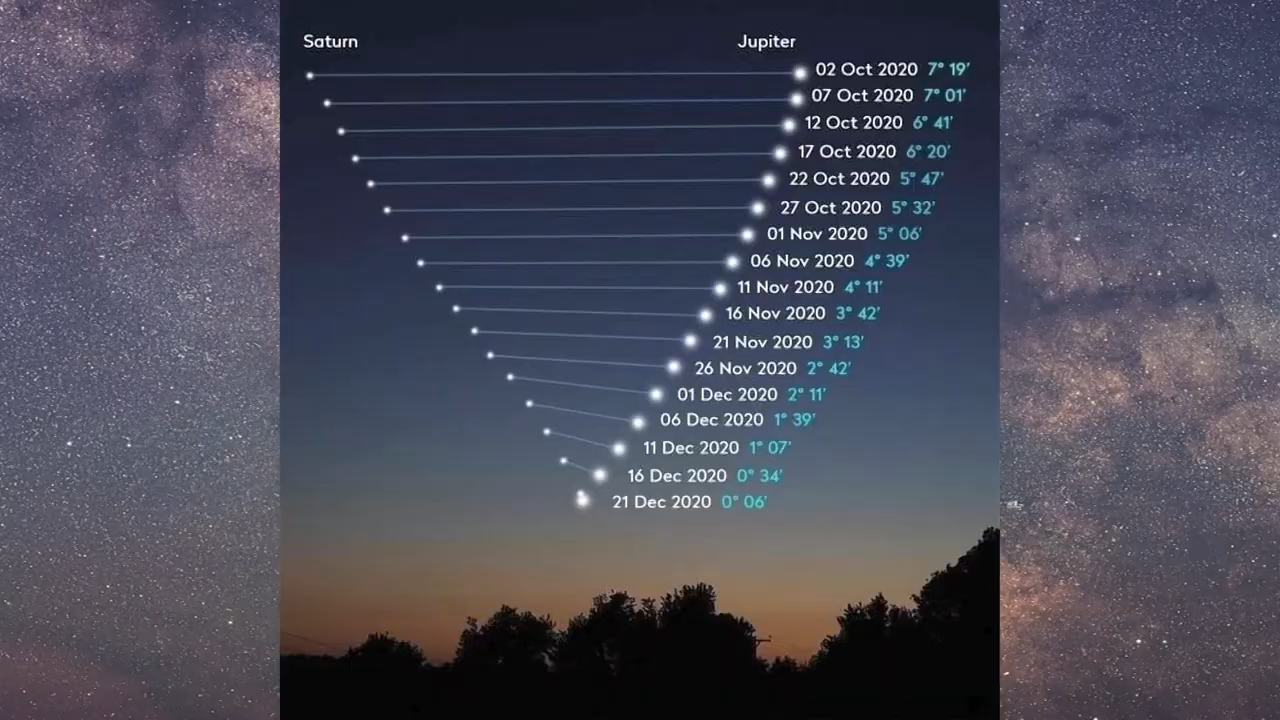 Saturn Jupiter
02 Oct 2020 7° 19'
07 Oct 2020 7° 01'
12 Oct 2020 6° 41'
17 Oct 2020 6° 20'
22 Oct 2020 5° 47'
27 Oct 2020 5° 32'
01 Nov 2020 5° 06'
06 Nov 2020 4° 39'
11 Nov 2020 4° 11'
16 Nov 2020 3° 42'
21 Nov 2020 3° 13'
26 Nov 2020 2° 42'
01 Dec 2020 2° 11'
06 Dec 2020 1° 39'
11 Dec 2020 1° 07'
16 Dec 2020 0° 34'
21 Dec 2020 0° 06'